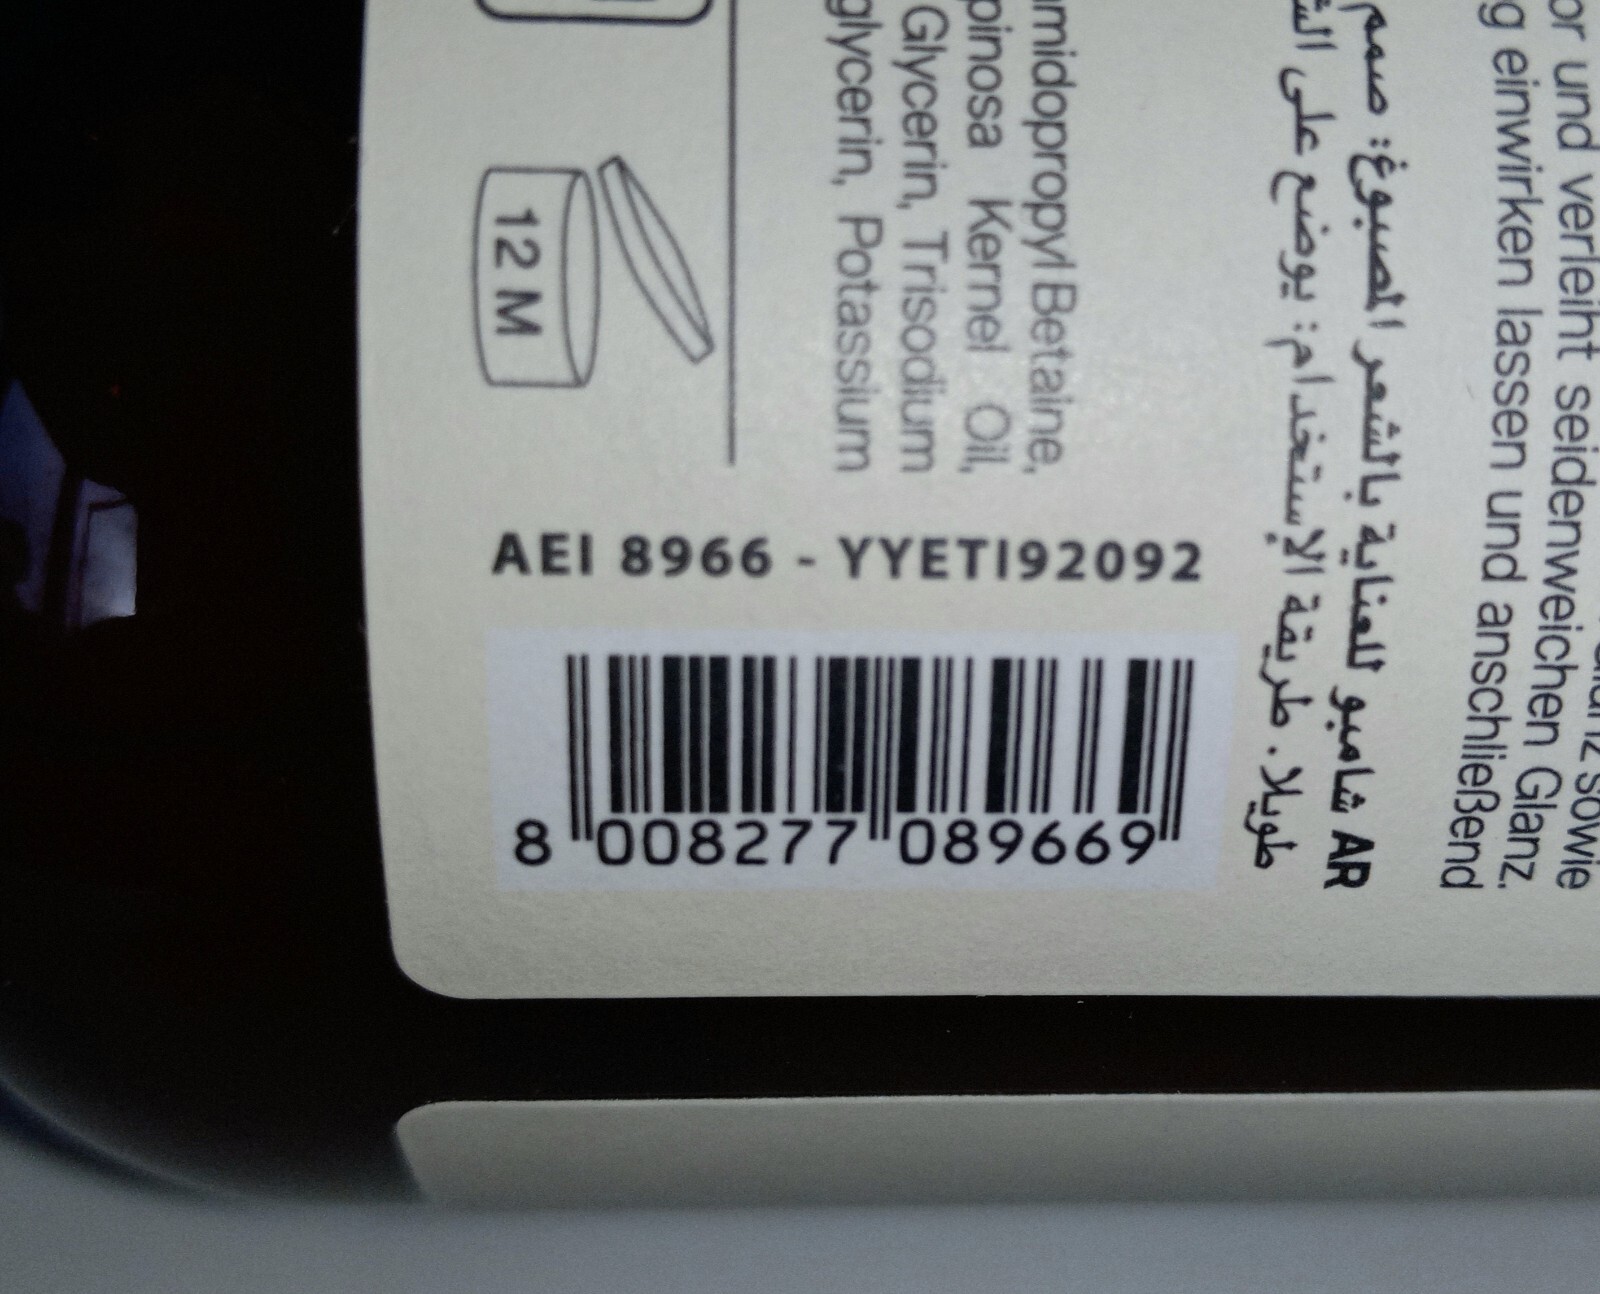 or und verleiht seidenweichen Glanz.
g einwirken lassen und anschließend
AR شامبو للعناية بالشعر المصبوغ: صمم
طويلا. طريقة الإستخدام: يوضع على
amidopropyl Betaine,
pinosa Kernel Oil,
Glycerin, Trisodium
glycerin, Potassium
12 M
AEI 8966 - YYETI92092
8 008277 089669